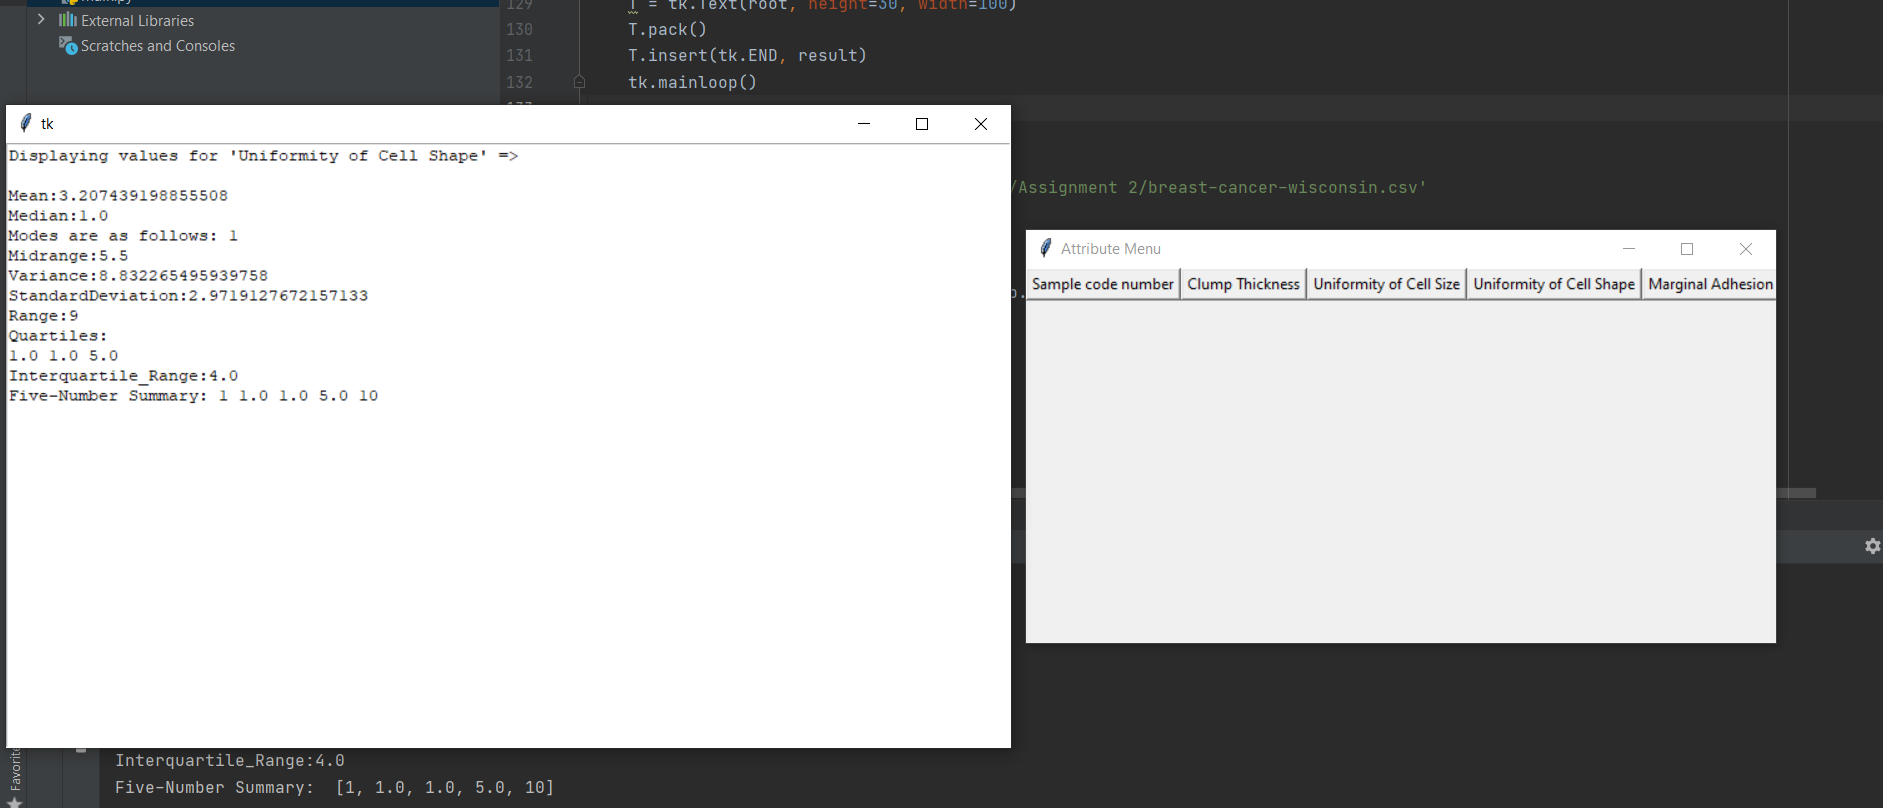 main.py
External Libraries
Scratches and Consoles
129 T = tk.Text(root, height=30, width=100)
130 T.pack()
131 T.insert(tk.END, result)
132 tk.mainloop()
tk
Displaying values for 'Uniformity of Cell Shape' =>
Mean:3.207439198855508
Median:1.0
Modes are as follows: 1
Midrange:5.5
Variance:8.832265495939758
StandardDeviation:2.9719127672157133
Range:9
Quartiles:
1.0 1.0 5.0
Interquartile_Range:4.0
Five-Number Summary: 1 1.0 1.0 5.0 10
/Assignment 2/breast-cancer-wisconsin.csv'
Attribute Menu
Sample code number Clump Thickness Uniformity of Cell Size Uniformity of Cell Shape Marginal Adhesion
Interquartile_Range:4.0
Five-Number Summary:  [1, 1.0, 1.0, 5.0, 10]
Favorite